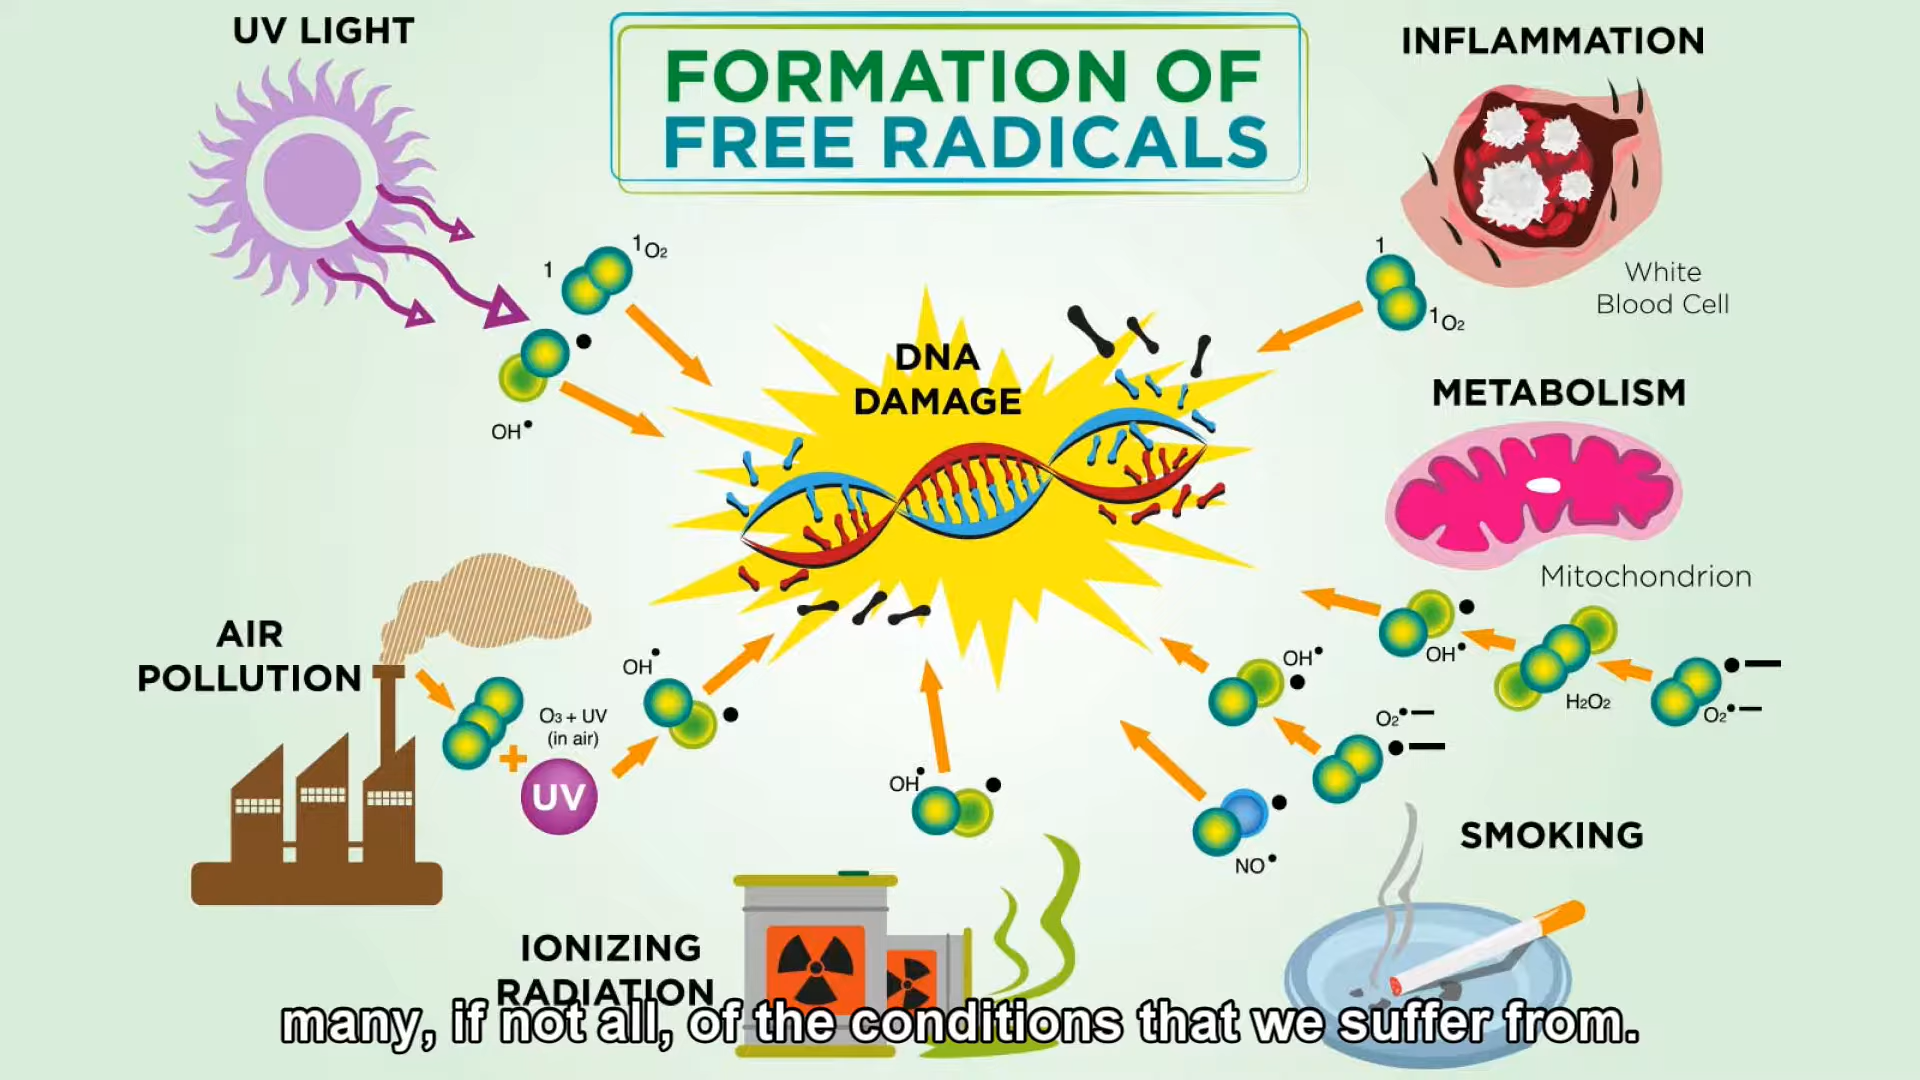 UV LIGHT
FORMATION OF
FREE RADICALS
INFLAMMATION
1
¹O₂
OH•
White
Blood Cell
1
¹O₂
DNA
DAMAGE
METABOLISM
Mitochondrion
OH•
H₂O₂
O₂•—
AIR
POLLUTION
O₃ + UV
(in air)
UV
OH•
OH•
OH•
O₂•—
NO•
SMOKING
IONIZING
RADIATION
many, if not all, of the conditions that we suffer from.